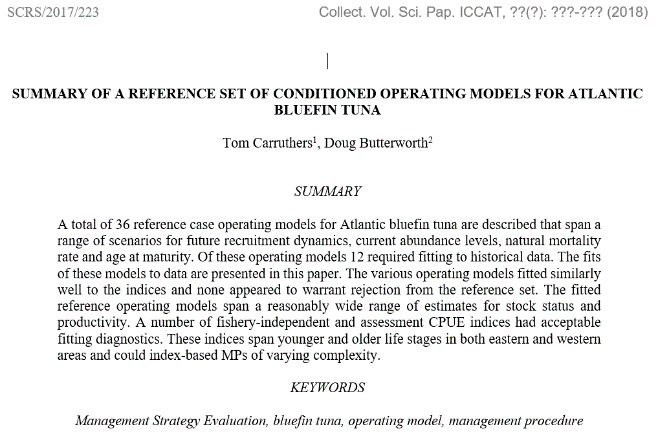 SCRS/2017/223 Collect. Vol. Sci. Pap. ICCAT, ??(?): ???-??? (2018)
SUMMARY OF A REFERENCE SET OF CONDITIONED OPERATING MODELS FOR ATLANTIC
BLUEFIN TUNA
Tom Carruthers¹, Doug Butterworth²
SUMMARY
A total of 36 reference case operating models for Atlantic bluefin tuna are described that span a
range of scenarios for future recruitment dynamics, current abundance levels, natural mortality
rate and age at maturity. Of these operating models 12 required fitting to historical data. The fits
of these models to data are presented in this paper. The various operating models fitted similarly
well to the indices and none appeared to warrant rejection from the reference set. The fitted
reference operating models span a reasonably wide range of estimates for stock status and
productivity. A number of fishery-independent and assessment CPUE indices had acceptable
fitting diagnostics. These indices span younger and older life stages in both eastern and western
areas and could index-based MPs of varying complexity.
KEYWORDS
Management Strategy Evaluation, bluefin tuna, operating model, management procedure